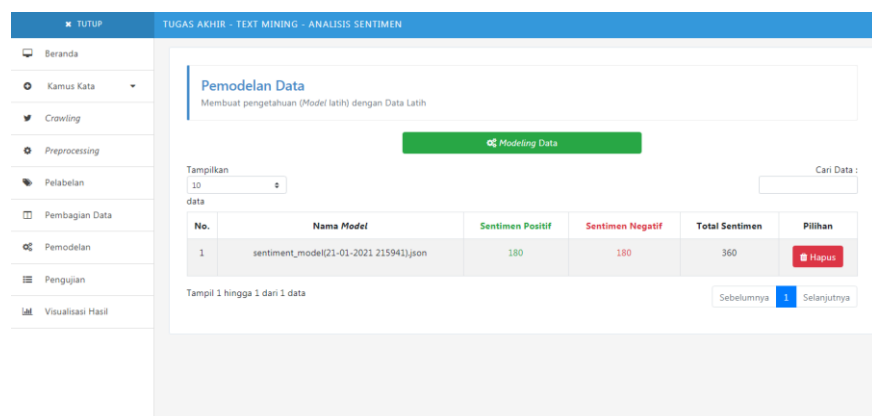 ✖ TUTUP
TUGAS AKHIR - TEXT MINING - ANALISIS SENTIMEN
Beranda
Kamus Kata
Crawling
Preprocessing
Pelabelan
Pembagian Data
Pemodelan
Pengujian
Visualisasi Hasil
Pemodelan Data
Membuat pengetahuan (Model latih) dengan Data Latih
Modeling Data
Tampilkan
10
data
Cari Data :
No. Nama Model Sentimen Positif Sentimen Negatif Total Sentimen Pilihan
1 sentiment_model(21-01-2021 215941).json 180 180 360 Hapus
Tampil 1 hingga 1 dari 1 data
Sebelumnya 1 Selanjutnya